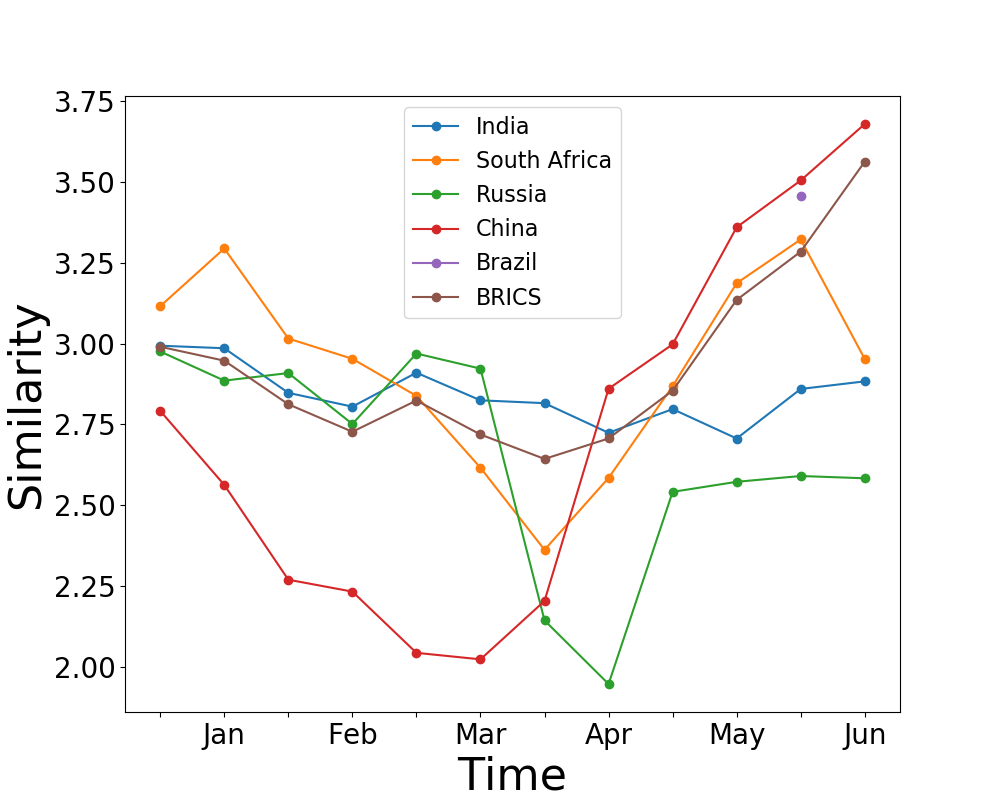 3.75
3.50
3.25
3.00
2.75
2.50
2.25
2.00
Similarity
India
South Africa
Russia
China
Brazil
BRICS
Jan Feb Mar Apr May Jun
Time